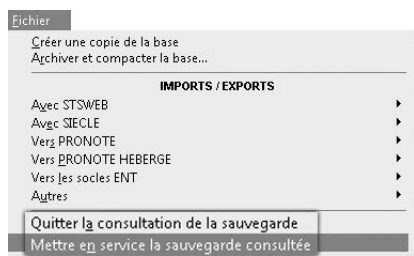 Fichier
Créer une copie de la base
Archiver et compacter la base...
IMPORTS / EXPORTS
Avec STSWEB
Avec SIECLE
Vers PRONOTE
Vers PRONOTE HEBERGE
Vers les socles ENT
Autres
Quitter la consultation de la sauvegarde
Mettre en service la sauvegarde consultée